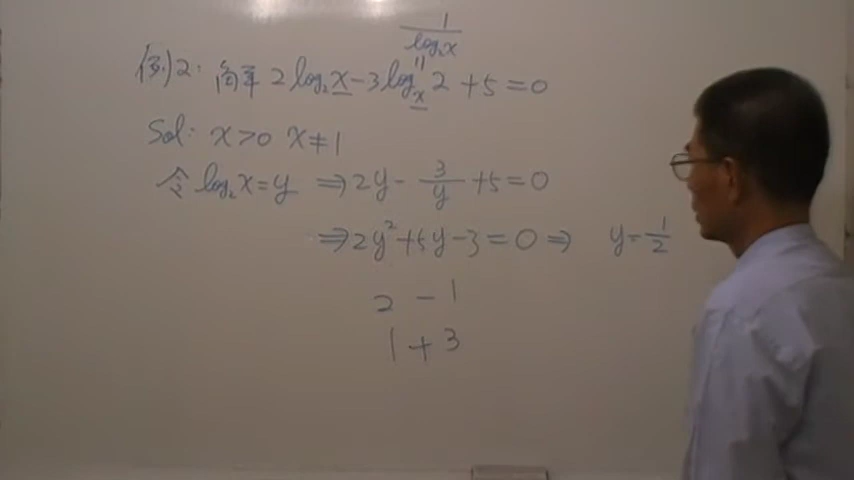 1/log₂x
例2: 解 2log₂x - 3logₓ2 + 5 = 0
Sol: x>0 x≠1
令 log₂x = y ⇒ 2y - 3/y + 5 = 0
⇒ 2y² + 5y - 3 = 0 ⇒ y = 1/2
2 - 1
1 + 3